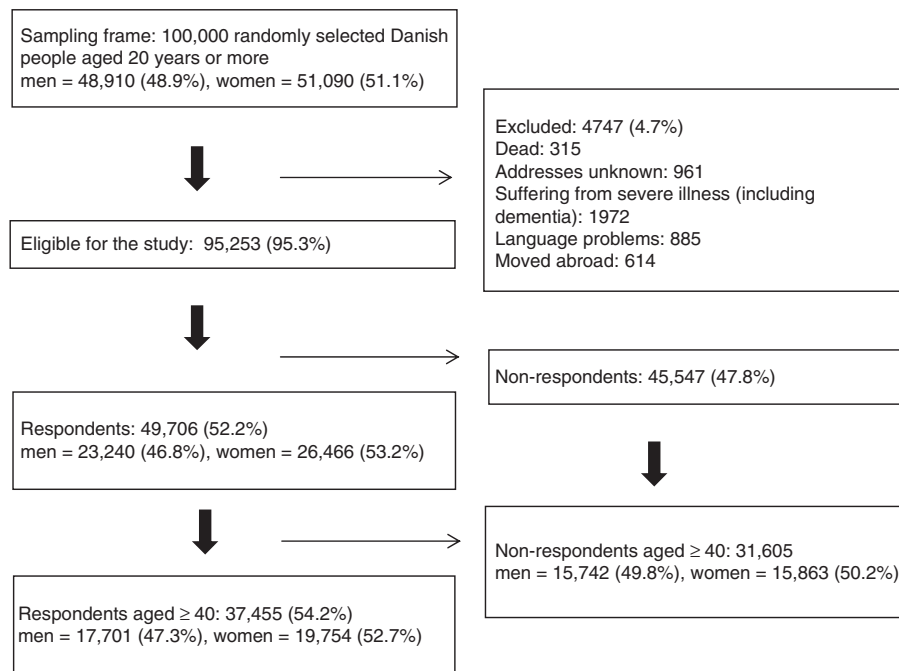 Sampling frame: 100,000 randomly selected Danish
people aged 20 years or more
men = 48,910 (48.9%), women = 51,090 (51.1%)
Excluded: 4747 (4.7%)
Dead: 315
Addresses unknown: 961
Suffering from severe illness (including
dementia): 1972
Language problems: 885
Moved abroad: 614
Eligible for the study:  95,253 (95.3%)
Non-respondents: 45,547 (47.8%)
Respondents: 49,706 (52.2%)
men = 23,240 (46.8%), women = 26,466 (53.2%)
Non-respondents aged ≥ 40: 31,605
men = 15,742 (49.8%), women = 15,863 (50.2%)
Respondents aged ≥ 40: 37,455 (54.2%)
men = 17,701 (47.3%), women = 19,754 (52.7%)